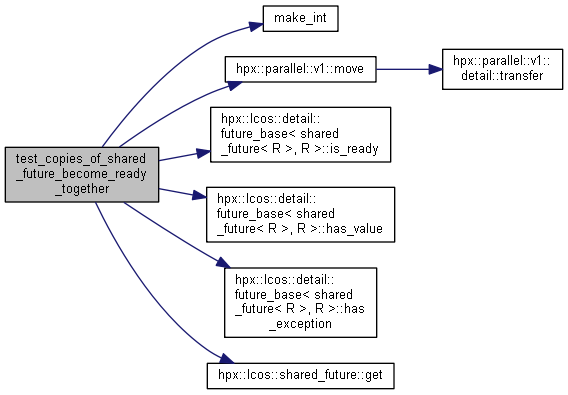 make_int
hpx::parallel::v1::move
hpx::parallel::v1::
detail::transfer
hpx::lcos::detail::
future_base< shared
_future< R >, R >::is_ready
test_copies_of_shared
_future_become_ready
_together
hpx::lcos::detail::
future_base< shared
_future< R >, R >::has_value
hpx::lcos::detail::
future_base< shared
_future< R >, R >::has
_exception
hpx::lcos::shared_future::get